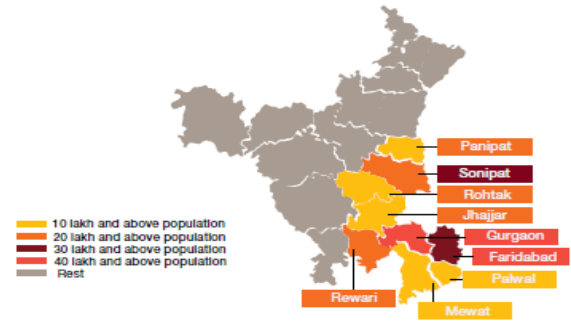 Panipat
Sonipat
Rohtak
Jhajjar
Gurgaon
Faridabad
Palwal
Mewat
Rewari
10 lakh and above population
20 lakh and above population
30 lakh and above population
40 lakh and above population
Rest